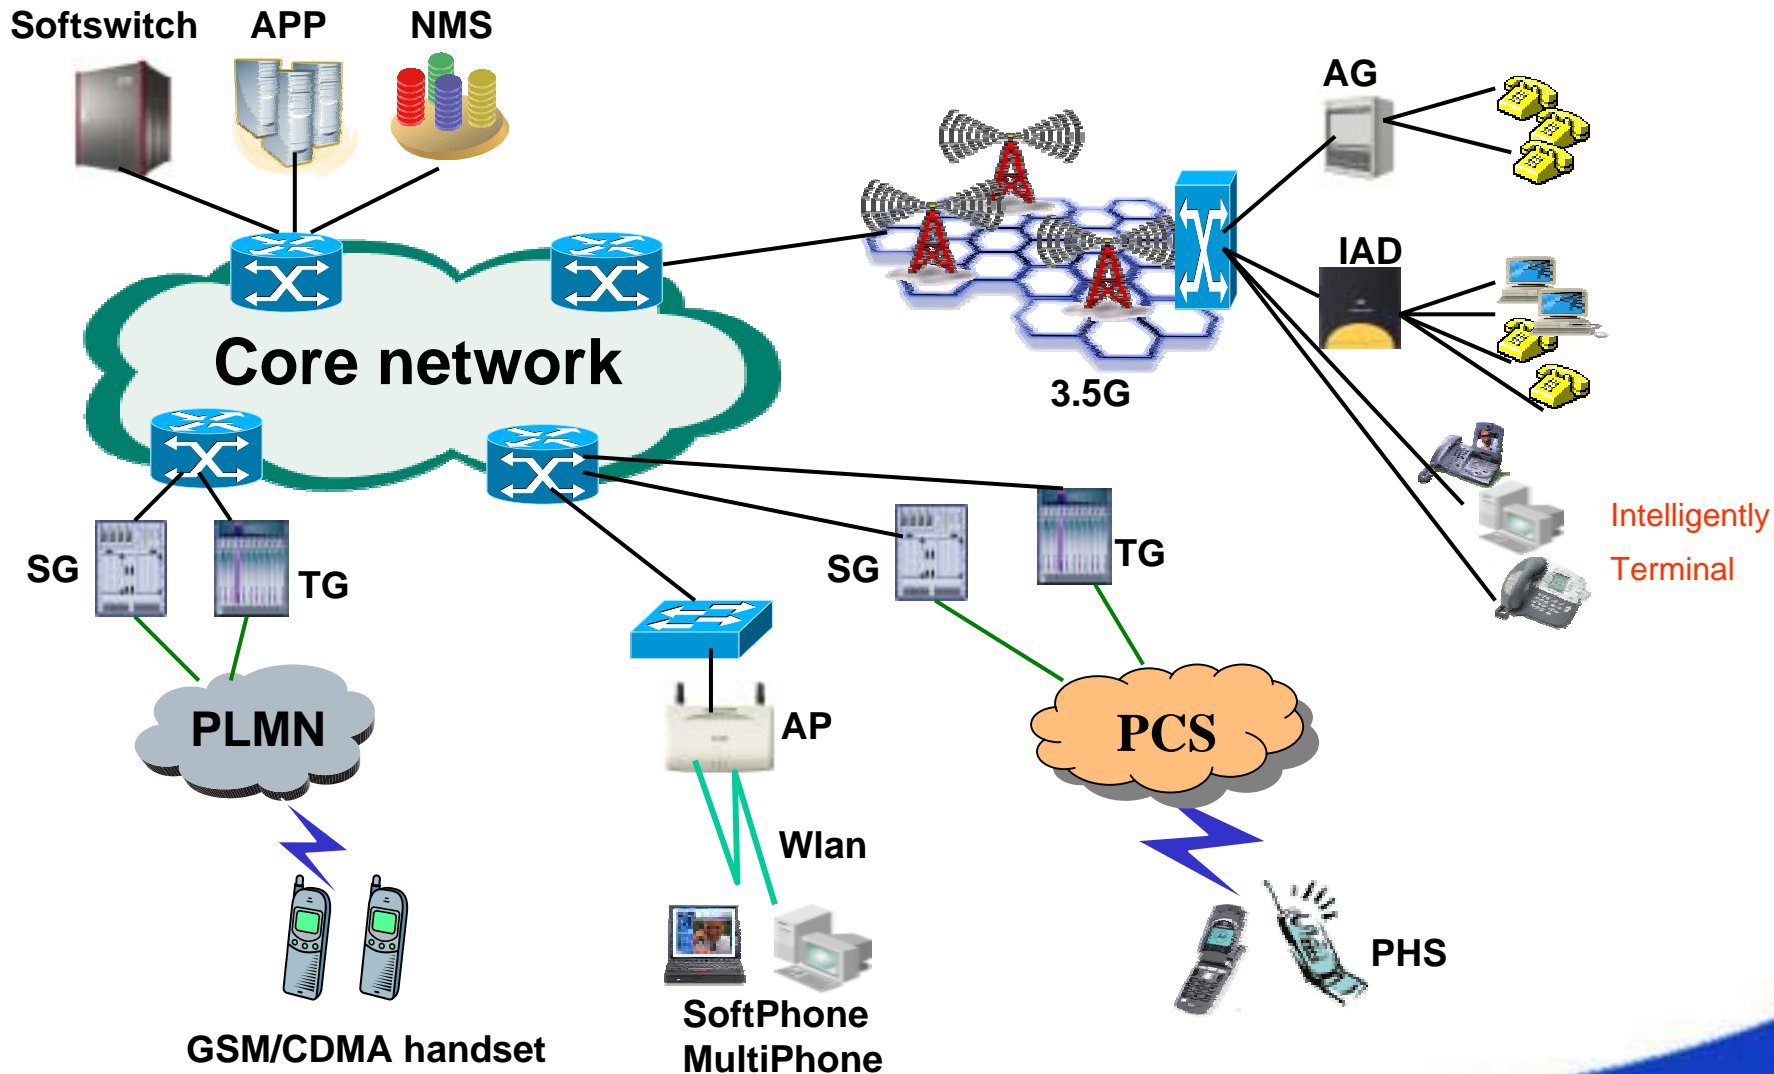 Softswitch
APP
NMS
AG
IAD
Core network
3.5G
Intelligently
Terminal
SG
TG
SG
TG
PLMN
AP
PCS
Wlan
PHS
GSM/CDMA handset
SoftPhone
MultiPhone